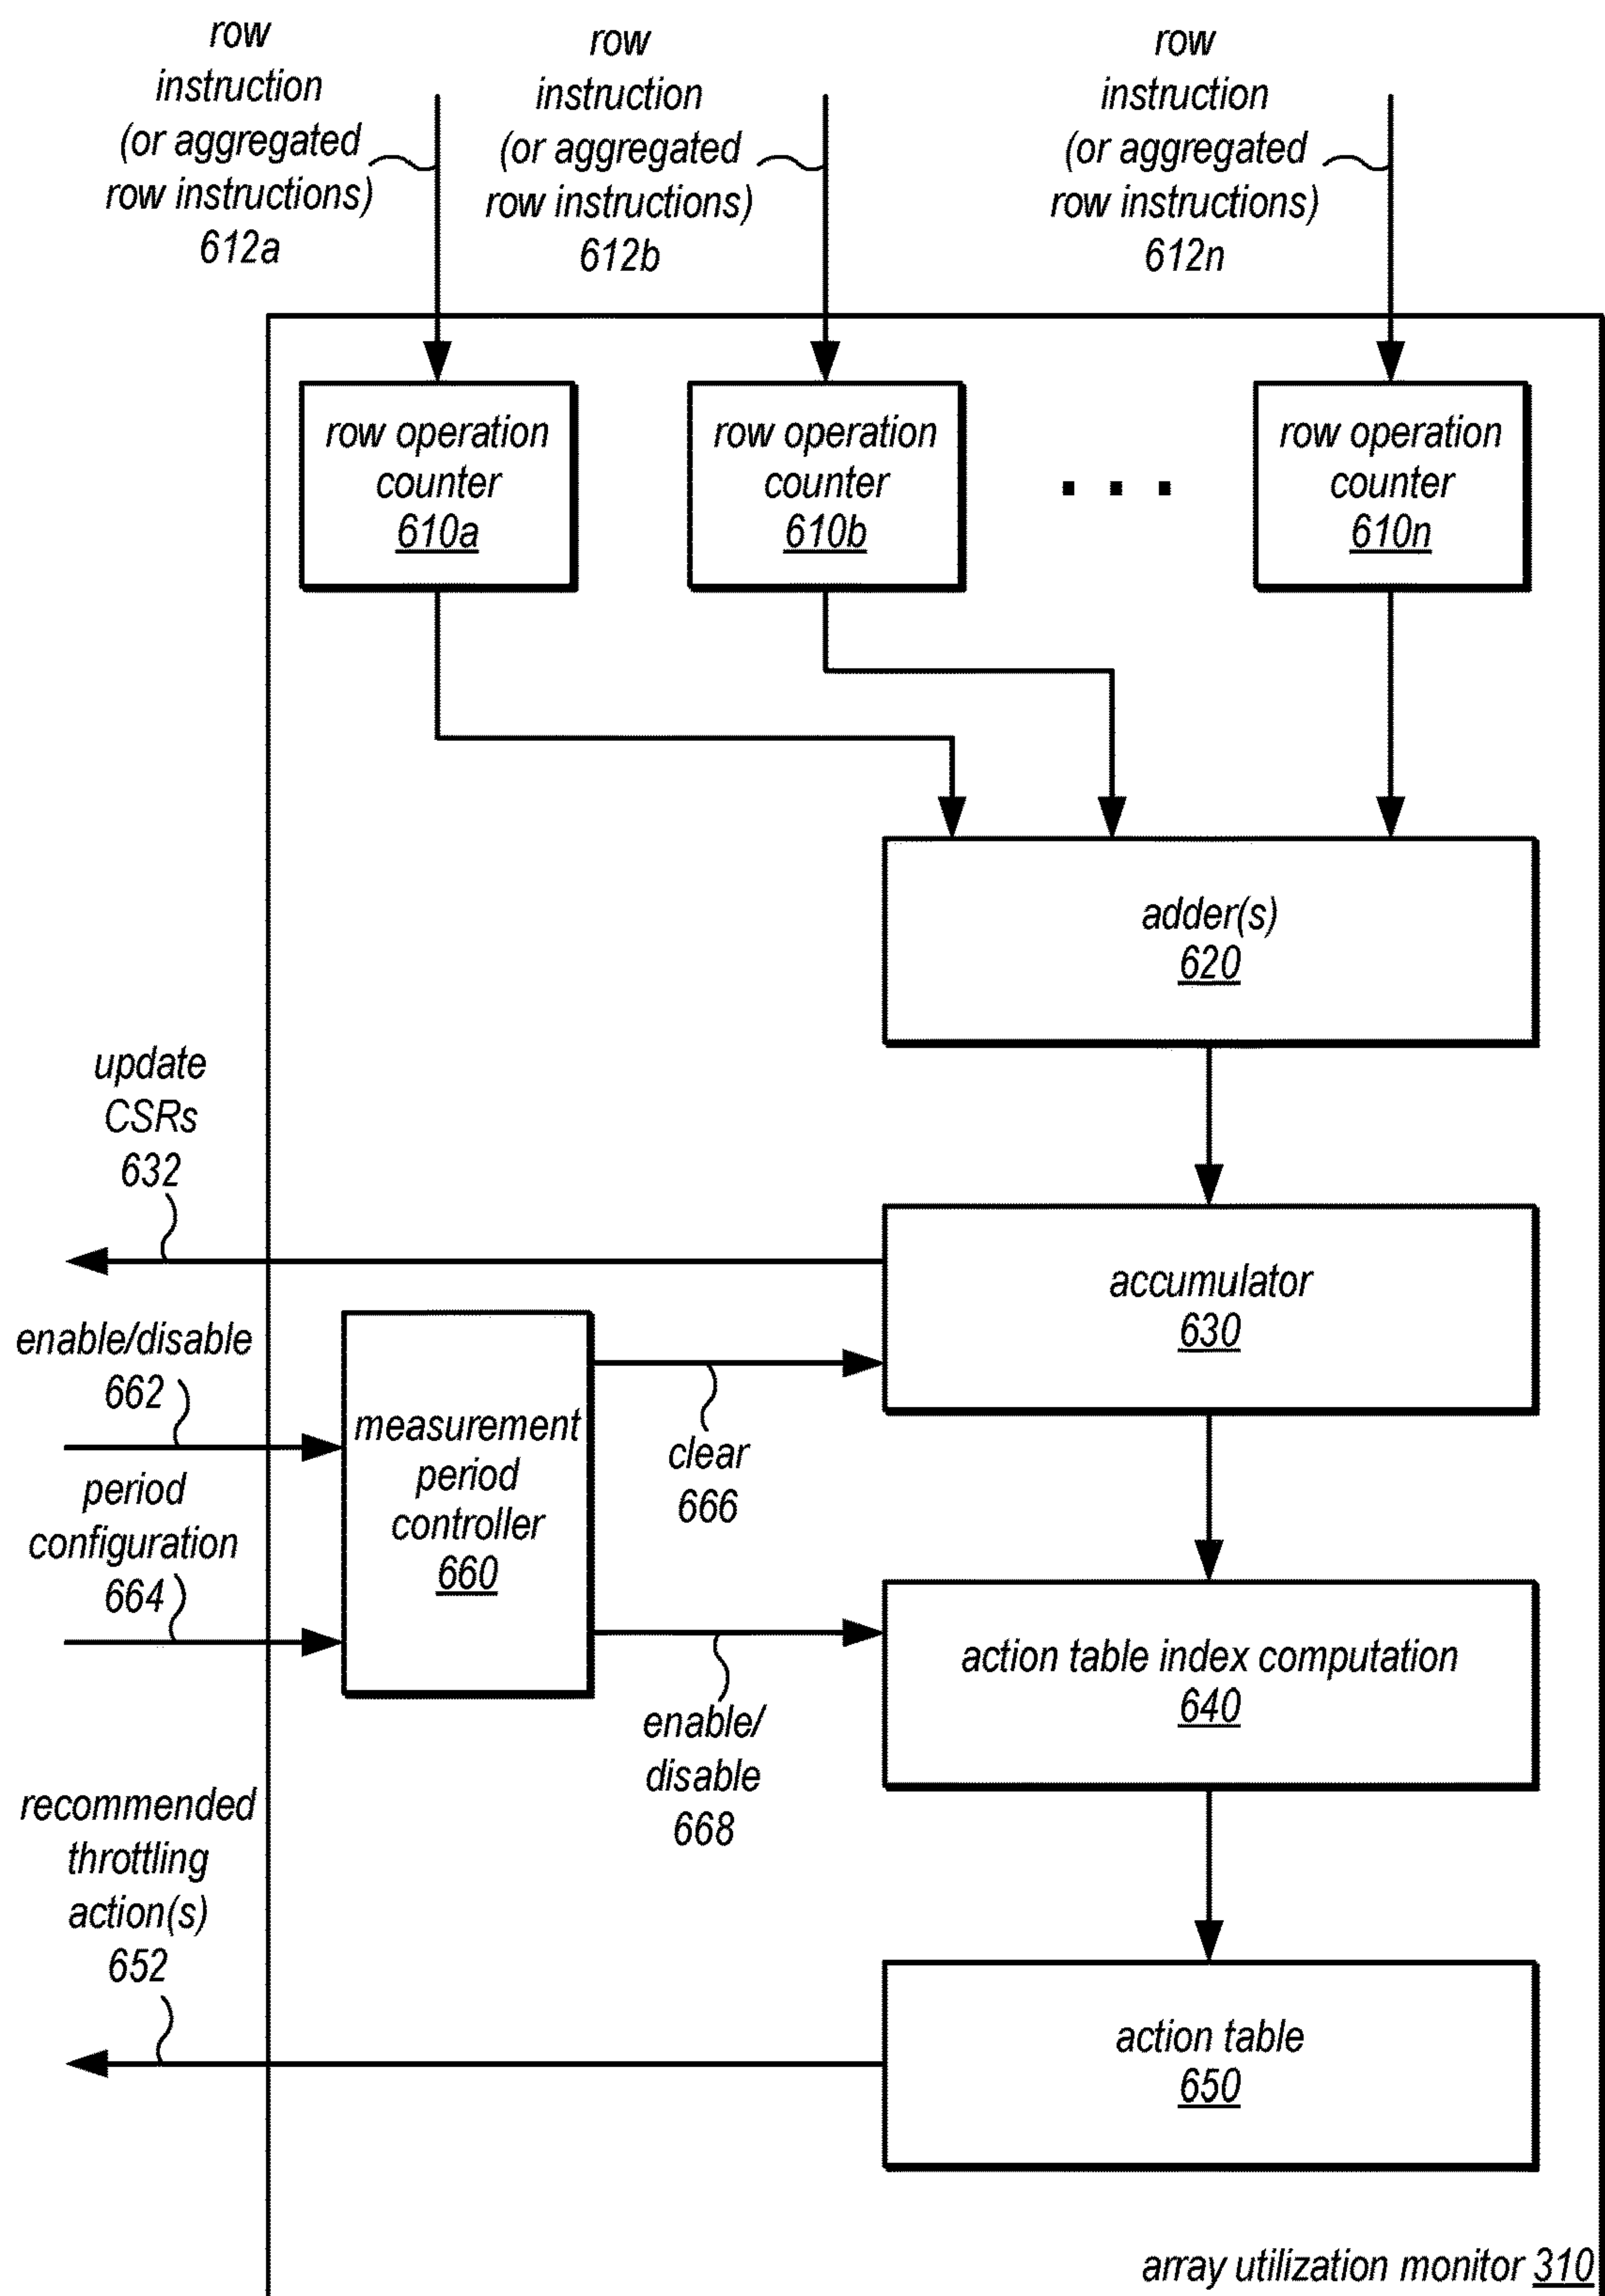 row
instruction
(or aggregated
row instructions)
612a
row
instruction
(or aggregated
row instructions)
612b
row
instruction
(or aggregated
row instructions)
612n
row operation
counter
610a
row operation
counter
610b
. . .
row operation
counter
610n
adder(s)
620
update
CSRs
632
accumulator
630
enable/disable
662
measurement
period
controller
660
clear
666
period
configuration
664
action table index computation
640
enable/
disable
668
recommended
throttling
action(s)
652
action table
650
array utilization monitor 310